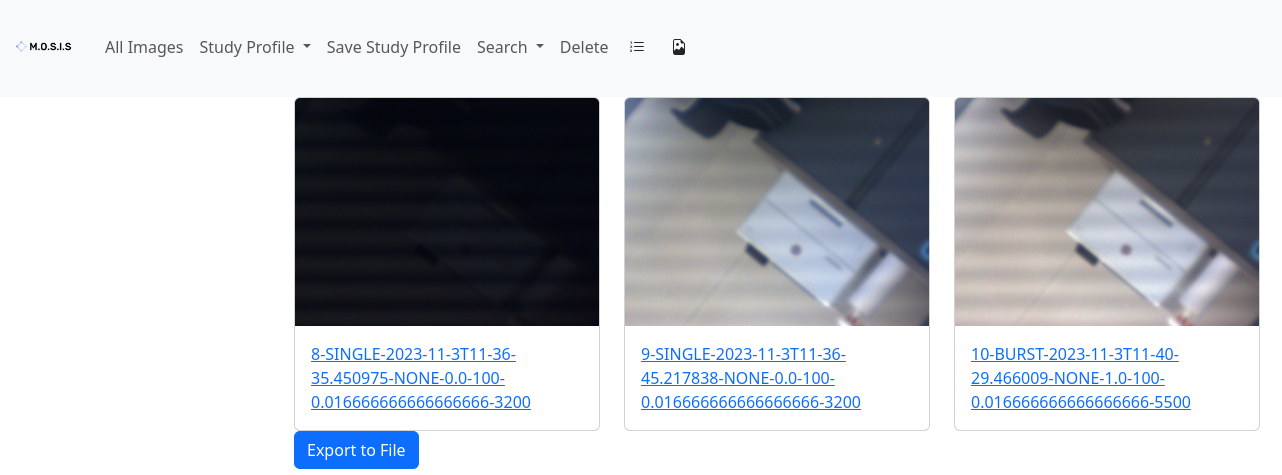 M.O.S.I.S All Images Study Profile Save Study Profile Search Delete
8-SINGLE-2023-11-3T11-36-
35.450975-NONE-0.0-100-
0.016666666666666666-3200
9-SINGLE-2023-11-3T11-36-
45.217838-NONE-0.0-100-
0.016666666666666666-3200
10-BURST-2023-11-3T11-40-
29.466009-NONE-1.0-100-
0.016666666666666666-5500
Export to File